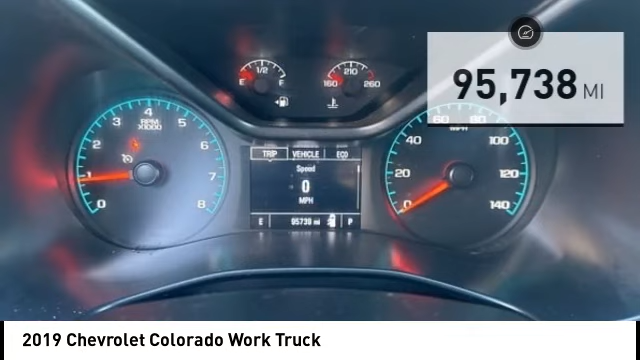 95,738 MI
1/2
E F
210
160 260
4
3 5
RPM
X1000
2 6
1 7
0 8
TRIP VEHICLE ECO
Speed
0
MPH
E 95739 mi P
60 80
MPH
40 100
20 120
0 140
2019 Chevrolet Colorado Work Truck